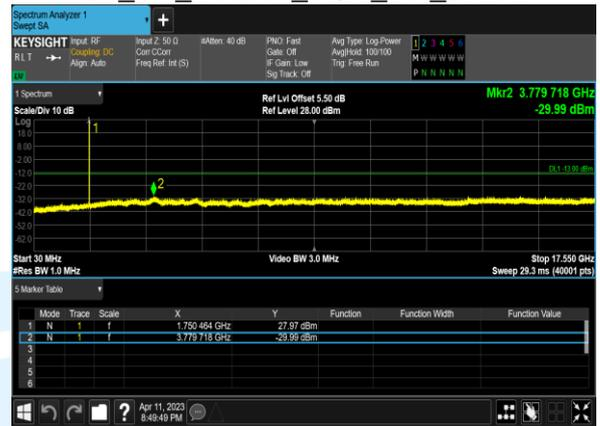 Spectrum Analyzer 1
Swept SA
+
KEYSIGHT Input: RF Input Z: 50 Ω #Atten: 40 dB PNO: Fast Avg Type: Log-Power 1 2 3 4 5 6
RLT Coupling: DC Corr CCorr Gate: Off Avg|Hold: 100/100 M W W W W W
Align: Auto Freq Ref: Int (S) IF Gain: Low Trig: Free Run
Sig Track: Off P N N N N N
1 Spectrum Ref Lvl Offset 5.50 dB Mkr2 3.779 718 GHz
Scale/Div 10 dB Ref Level 28.00 dBm -29.99 dBm
Log
1
18.0
8.00
-2.00
-12.0 DL1 -13.00 dBm
-22.0 2
-32.0
-42.0
-52.0
-62.0
Start 30 MHz Video BW 3.0 MHz Stop 17.550 GHz
#Res BW 1.0 MHz Sweep 29.3 ms (40001 pts)
5 Marker Table
Mode Trace Scale X Y Function Function Width Function Value
1 N 1 f 1.750 464 GHz 27.97 dBm
2 N 1 f 3.779 718 GHz -29.99 dBm
3
4
5
6
? Apr 11, 2023
8:49:49 PM